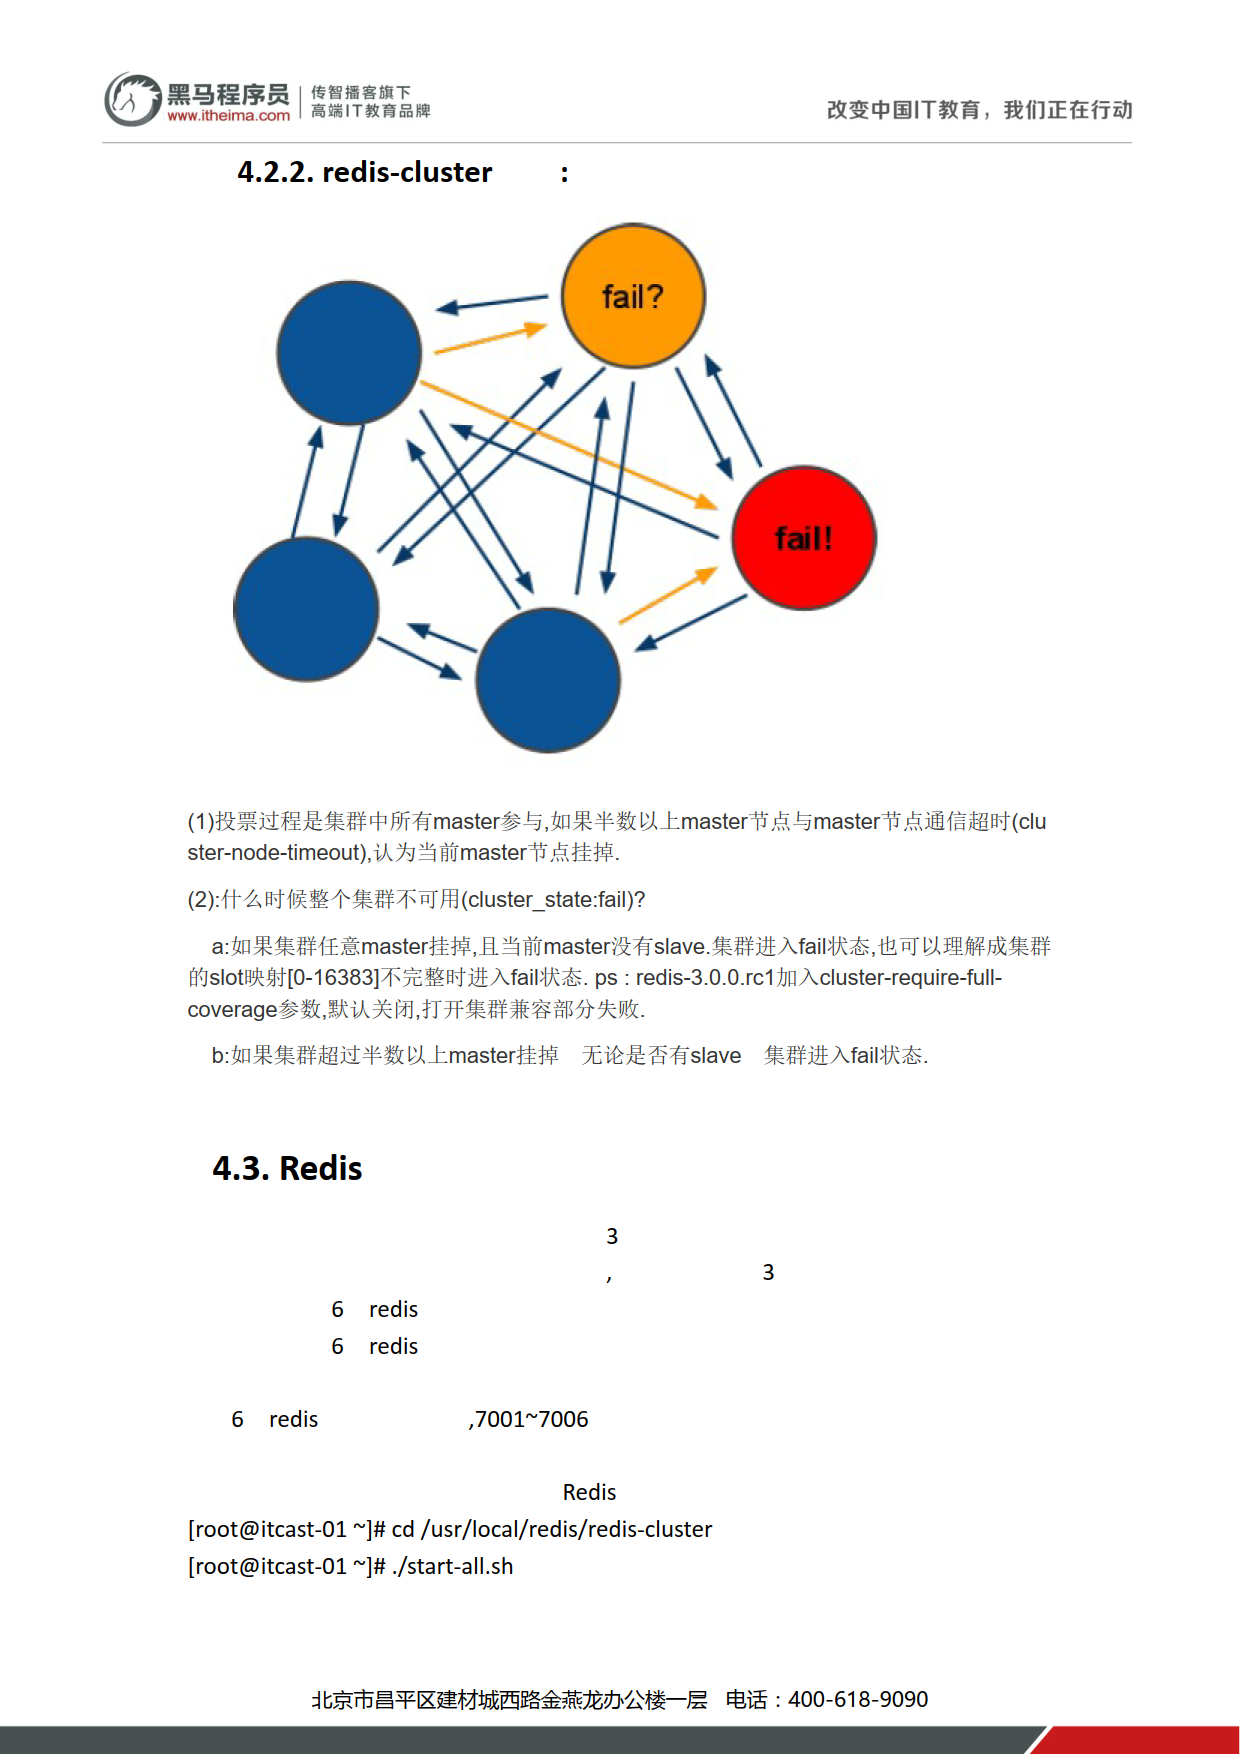 黑马程序员
www.itheima.com
传智播客旗下
高端IT教育品牌
改变中国IT教育，我们正在行动
4.2.2. redis-cluster :
fail?
fail!
(1)投票过程是集群中所有master参与,如果半数以上master节点与master节点通信超时(clu
ster-node-timeout),认为当前master节点挂掉.
(2):什么时候整个集群不可用(cluster_state:fail)?
a:如果集群任意master挂掉,且当前master没有slave.集群进入fail状态,也可以理解成集群
的slot映射[0-16383]不完整时进入fail状态. ps : redis-3.0.0.rc1加入cluster-require-full-
coverage参数,默认关闭,打开集群兼容部分失败.
b:如果集群超过半数以上master挂掉 无论是否有slave 集群进入fail状态.
4.3. Redis
3
, 3
6 redis
6 redis
6 redis ,7001~7006
Redis
[root@itcast-01 ~]# cd /usr/local/redis/redis-cluster
[root@itcast-01 ~]# ./start-all.sh
北京市昌平区建材城西路金燕龙办公楼一层 电话：400-618-9090